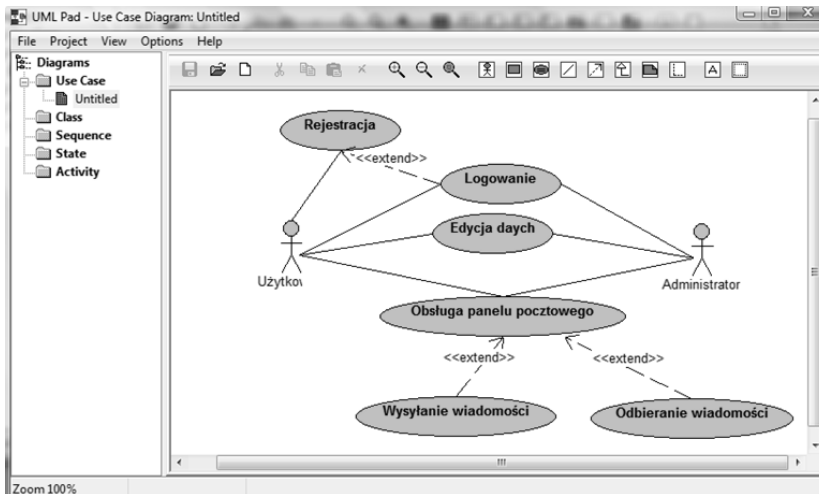 UML Pad - Use Case Diagram: Untitled
File Project View Options Help
Diagrams
Use Case
Untitled
Class
Sequence
State
Activity
A
Rejestracja
<<extend>>
Logowanie
Edycja daych
Użytkov
Administrator
Obsługa panelu pocztowego
<<extend>>
<<extend>>
Wysyłanie wiadomości
Odbieranie wiadomości
Zoom 100%